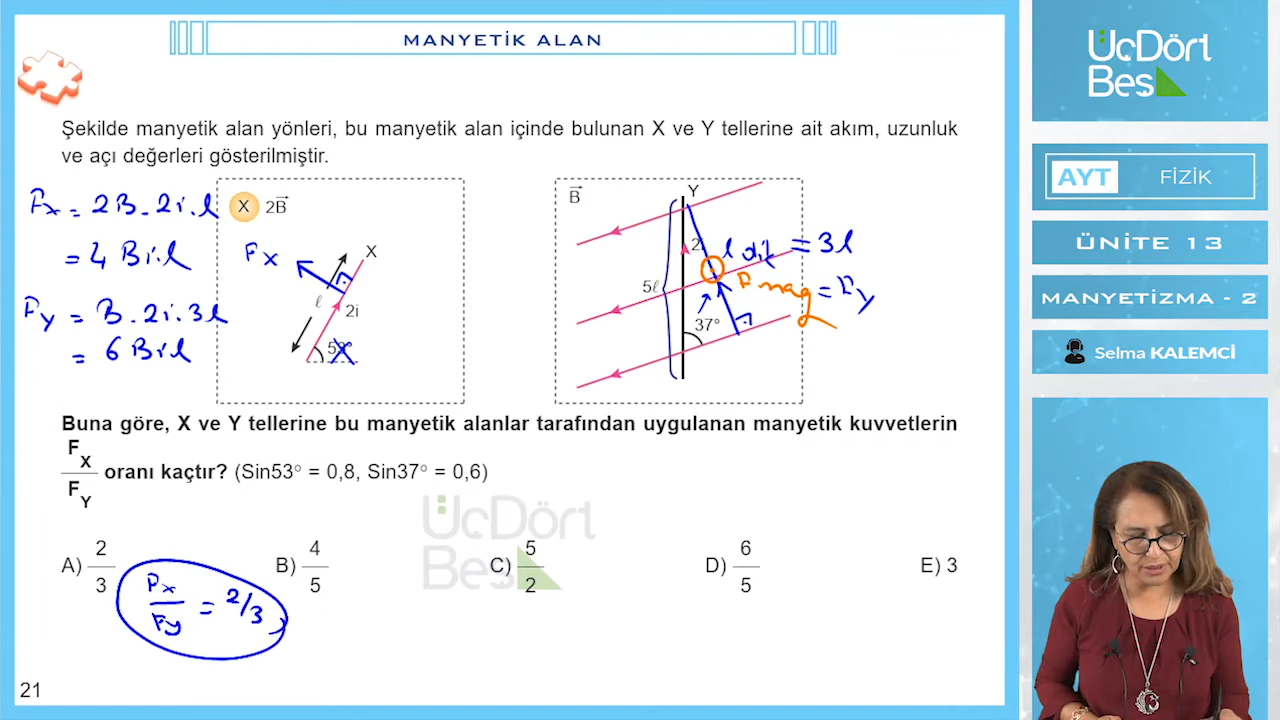 MANYETİK ALAN
Şekilde manyetik alan yönleri, bu manyetik alan içinde bulunan X ve Y tellerine ait akım, uzunluk
ve açı değerleri gösterilmiştir.
Fx = 2B . 2i . l
= 4 B i . l
Fy = B . 2i . 3l
= 6 B i l
X 2B⃗
Fx
X
ℓ
2i
53°
B⃗
Y
2i
l dik = 3l
F mag = Fy
5ℓ
37°
Buna göre, X ve Y tellerine bu manyetik alanlar tarafından uygulanan manyetik kuvvetlerin
F_X / F_Y oranı kaçtır? (Sin53° = 0,8, Sin37° = 0,6)
A) 2/3 B) 4/5 C) 5/2 D) 6/5 E) 3
Fx / Fy = 2/3
ÜçDört
Beş
21
ÜçDört
Beş
AYT FİZİK
ÜNİTE 13
MANYETİZMA - 2
Selma KALEMCİ